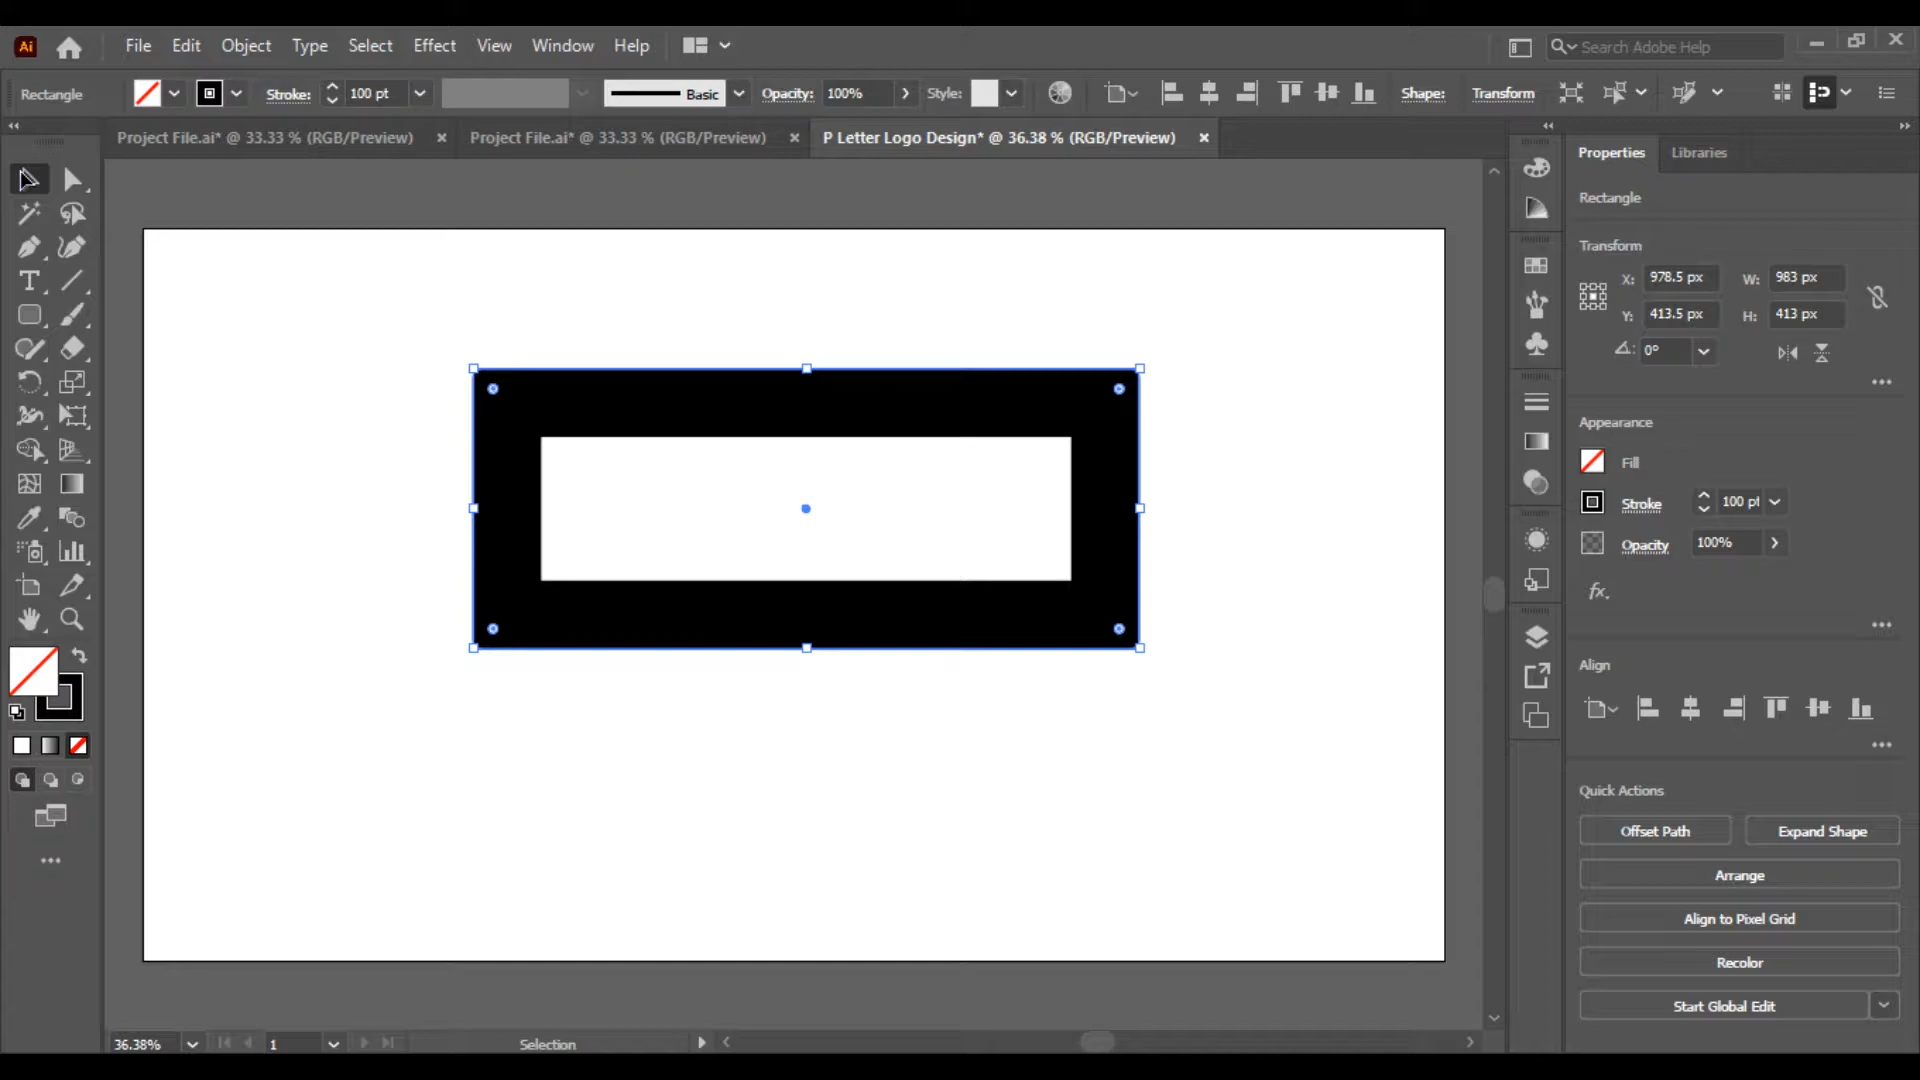 Ai File Edit Object Type Select Effect View Window Help Search Adobe Help
Rectangle Stroke: 100 pt Basic Opacity: 100% Style: Shape: Transform
Project File.ai* @ 33.33 % (RGB/Preview) × Project File.ai* @ 33.33 % (RGB/Preview) × P Letter Logo Design* @ 36.38 % (RGB/Preview) ×
Properties Libraries
Rectangle
Transform
X: 978.5 px W: 983 px
Y: 413.5 px H: 413 px
0°
Appearance
Fill
Stroke 100 pt
Opacity 100%
fx.
Align
Quick Actions
Offset Path Expand Shape
Arrange
Align to Pixel Grid
Recolor
Start Global Edit
36.38% 1 Selection